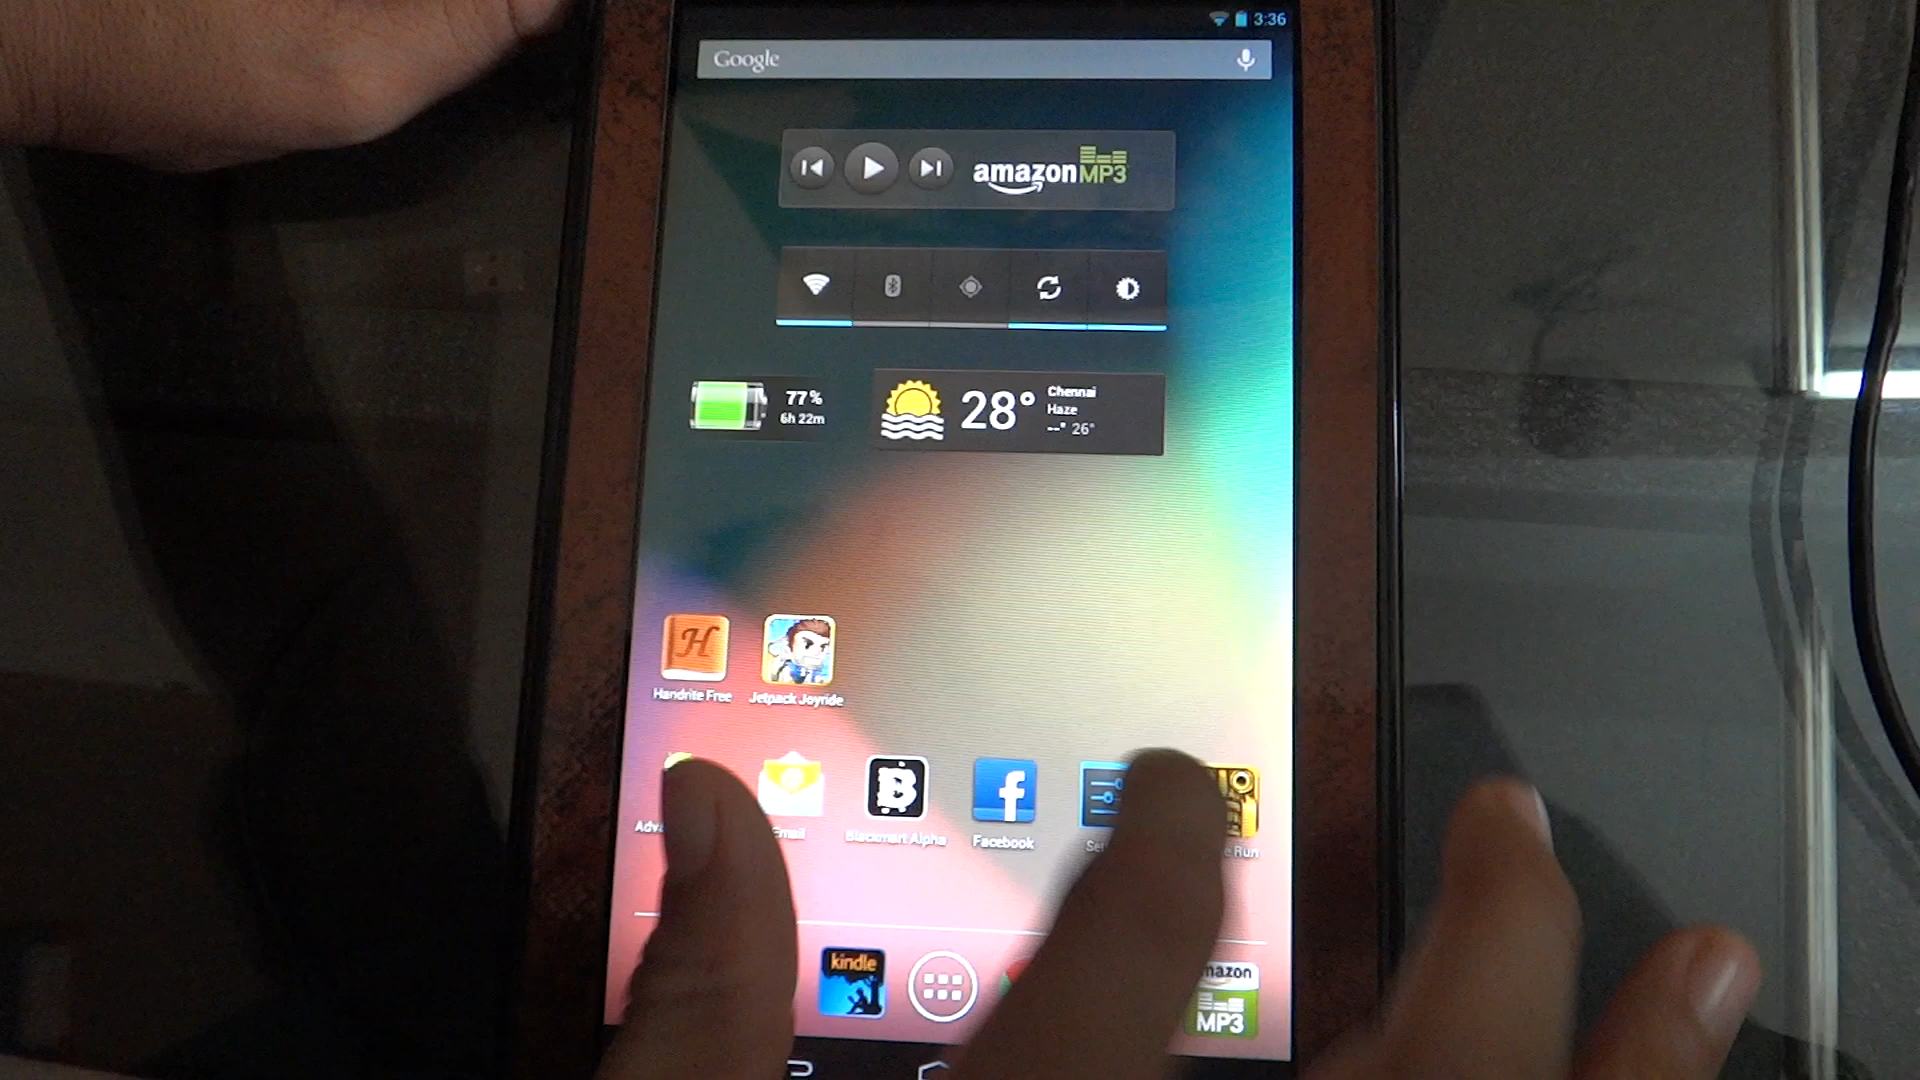 3:36
Google
amazonMP3
77%
6h 22m
28°
Chennai
Haze
--° 26°
H
Handrite Free
Jetpack Joyride
B
f
Email
Blackmart Alpha
Facebook
Run
kindle
MP3